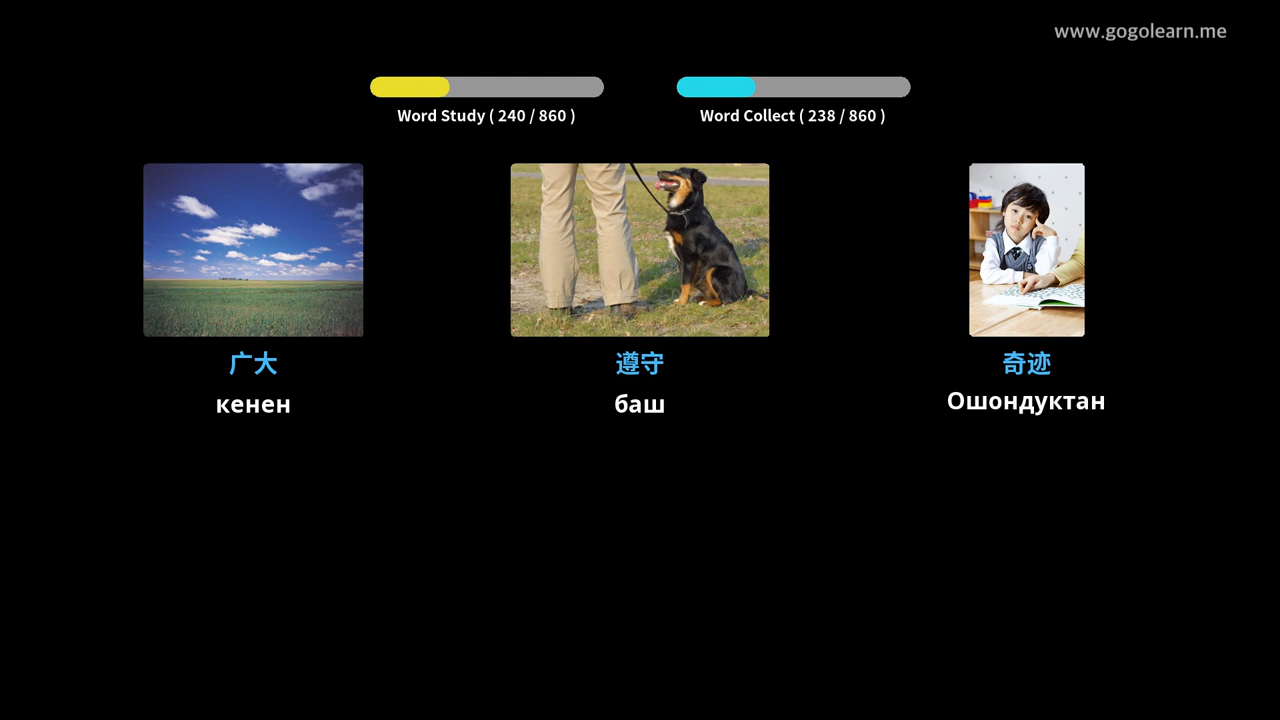 www.gogolearn.me
Word Study ( 240 / 860 )
Word Collect ( 238 / 860 )
广大
遵守
奇迹
кенен
баш
Ошондуктан